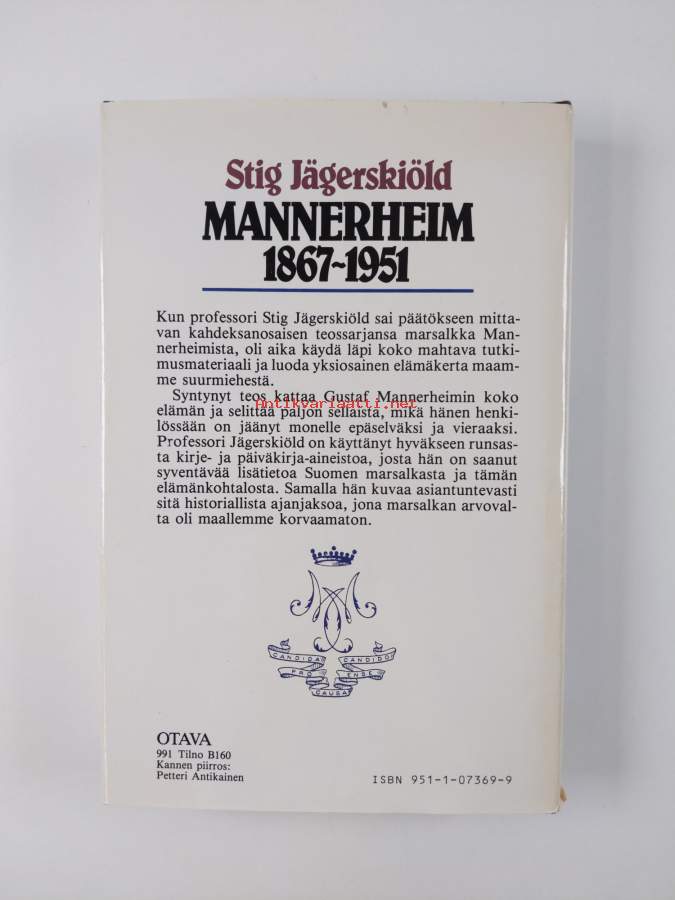 Stig Jägerskiöld
MANNERHEIM
1867~1951
Kun professori Stig Jägerskiöld sai päätökseen mitta-
van kahdeksanosaisen teossarjansa marsalkka Man-
nerheimista, oli aika käydä läpi koko mahtava tutki-
musmateriaali ja luoda yksiosainen elämäkerta maam-
me suurmiehestä.
Syntynyt teos kattaa Gustaf Mannerheimin koko
Antikvariaatti.net
elämän ja selittää paljon sellaista, mikä hänen henki-
lössään on jäänyt monelle epäselväksi ja vieraaksi.
Professori Jägerskiöld on käyttänyt hyväkseen runsas-
ta kirje- ja päiväkirja-aineistoa, josta hän on saanut
syventävää lisätietoa Suomen marsalkasta ja tämän
elämänkohtalosta. Samalla hän kuvaa asiantuntevasti
sitä historiallista ajanjaksoa, jona marsalkan arvoval-
ta oli maallemme korvaamaton.
CANDIDA CANDIDO
PRO ENSE
CAUSA
OTAVA
991 Tilno B160
Kannen piirros:
Petteri Antikainen
ISBN 951-1-07369-9